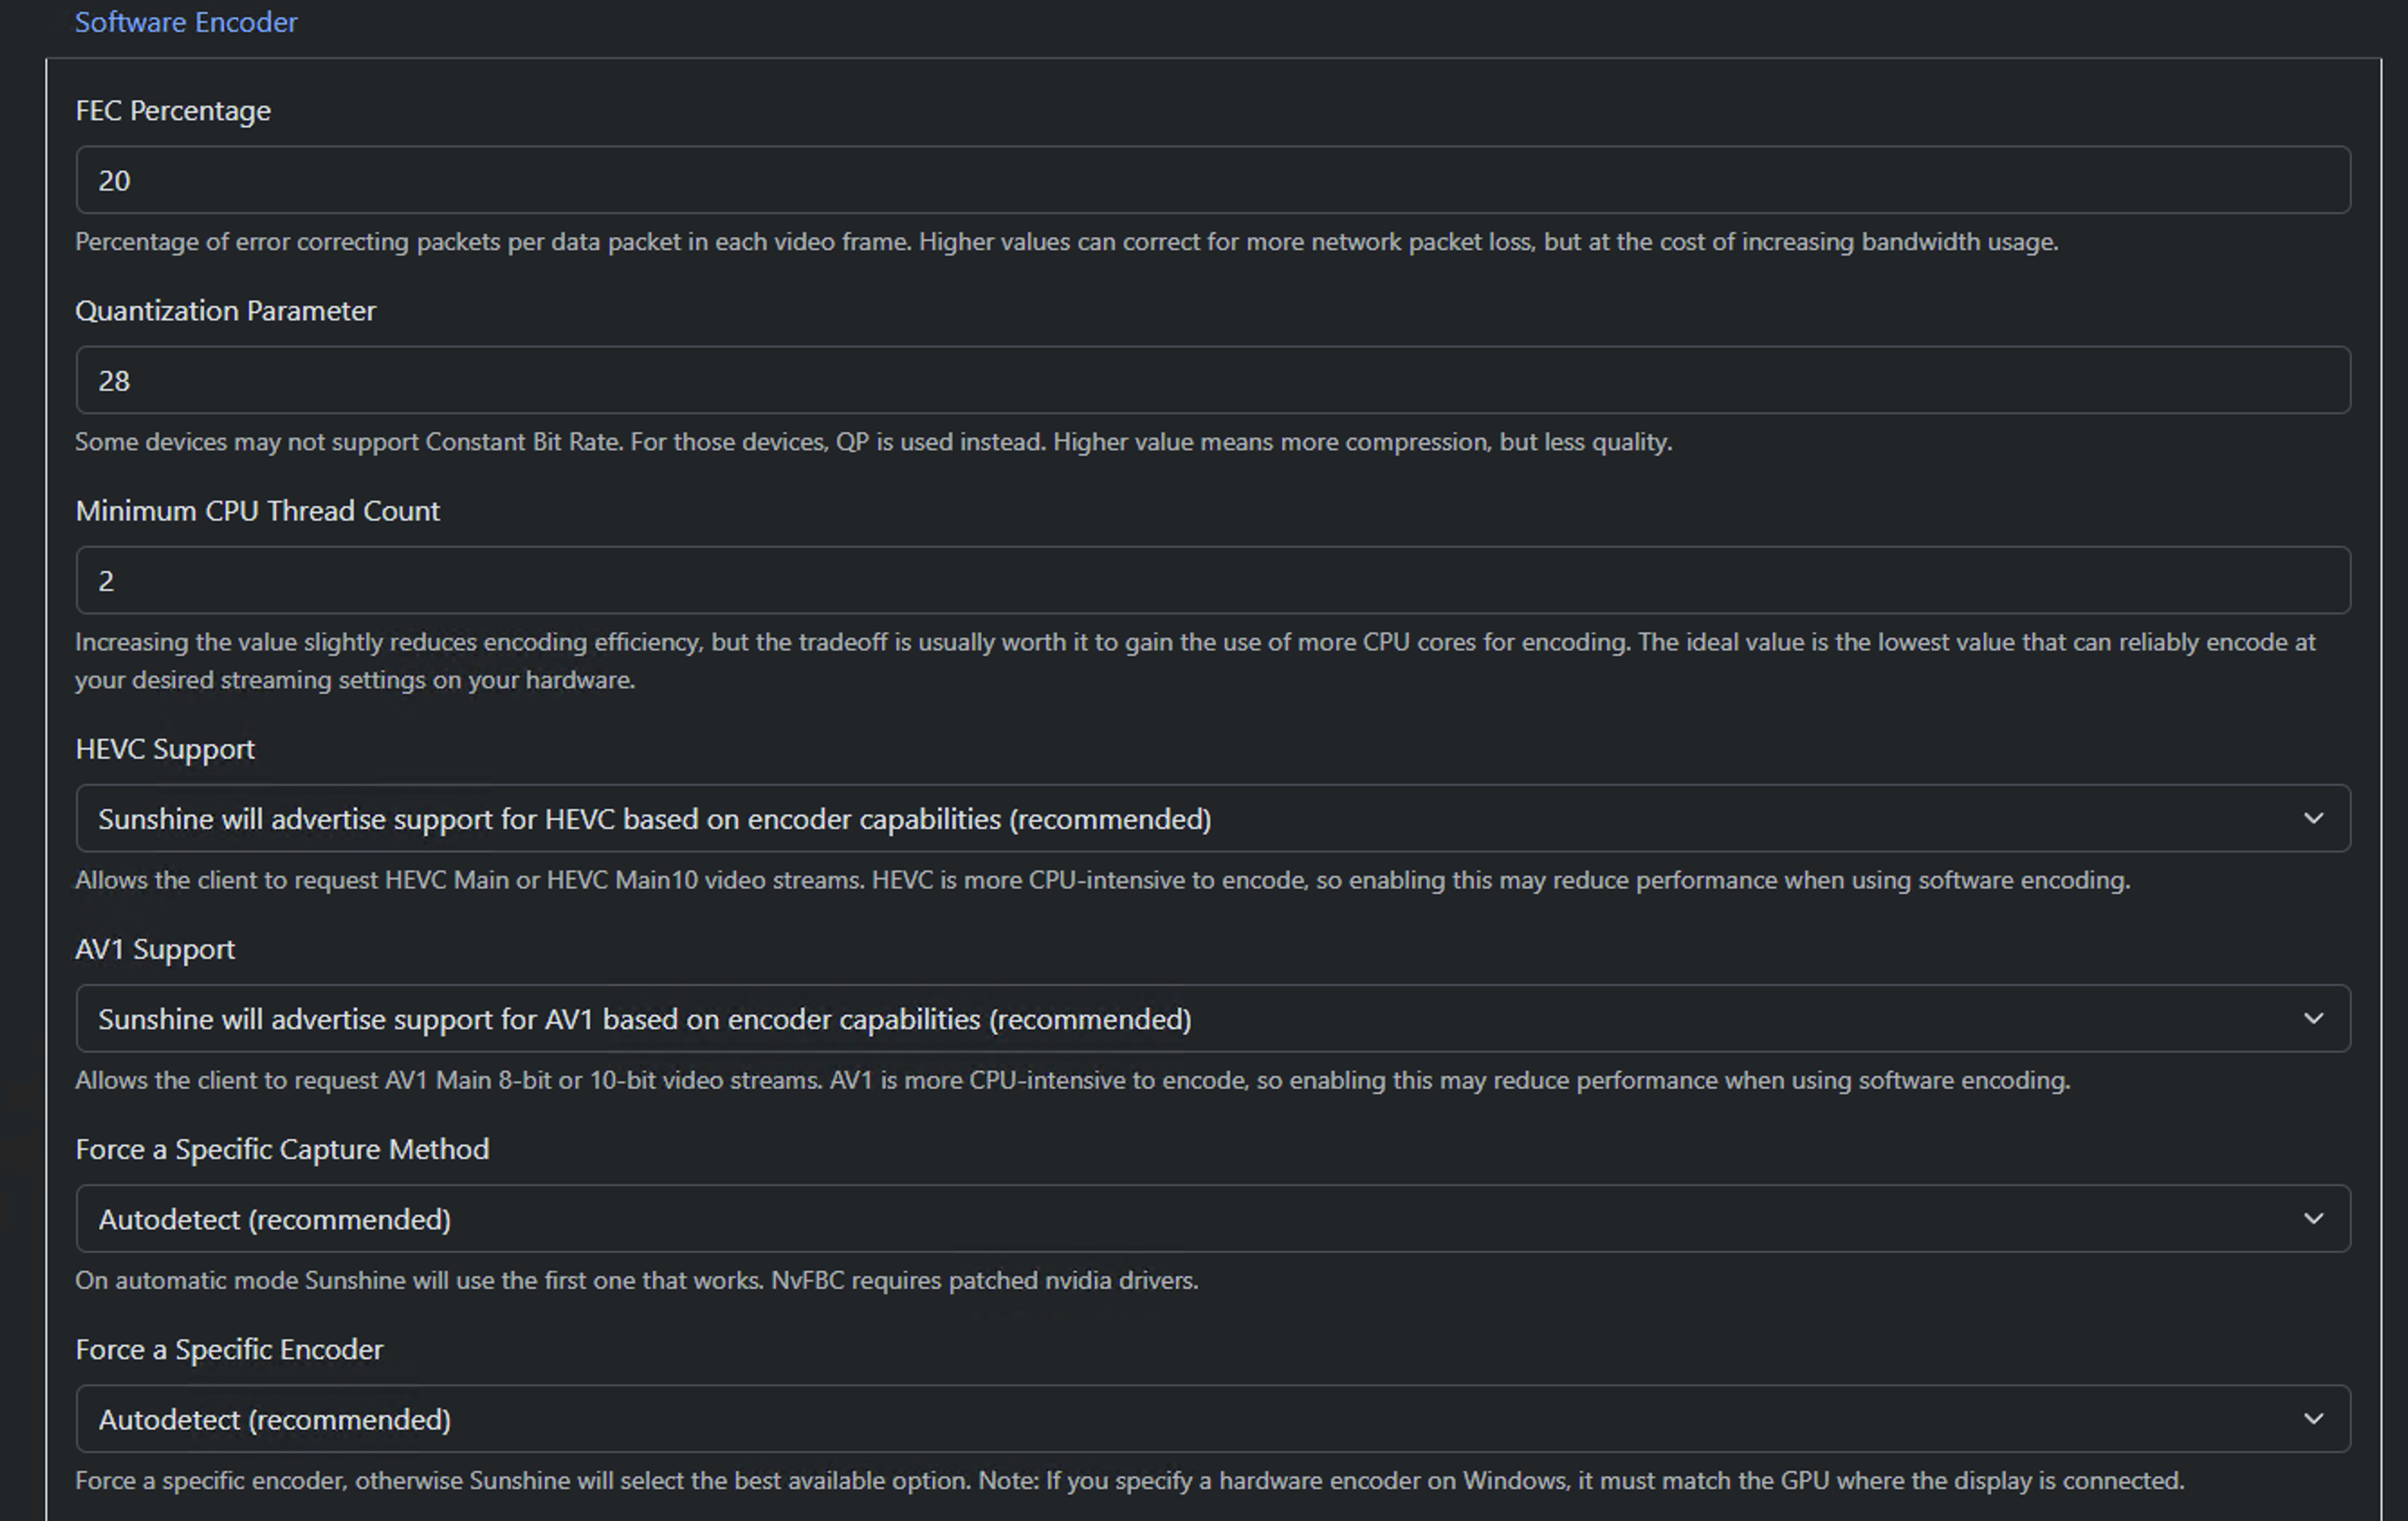 Software Encoder
FEC Percentage
20
Percentage of error correcting packets per data packet in each video frame. Higher values can correct for more network packet loss, but at the cost of increasing bandwidth usage.
Quantization Parameter
28
Some devices may not support Constant Bit Rate. For those devices, QP is used instead. Higher value means more compression, but less quality.
Minimum CPU Thread Count
2
Increasing the value slightly reduces encoding efficiency, but the tradeoff is usually worth it to gain the use of more CPU cores for encoding. The ideal value is the lowest value that can reliably encode at
your desired streaming settings on your hardware.
HEVC Support
Sunshine will advertise support for HEVC based on encoder capabilities (recommended)
Allows the client to request HEVC Main or HEVC Main10 video streams. HEVC is more CPU-intensive to encode, so enabling this may reduce performance when using software encoding.
AV1 Support
Sunshine will advertise support for AV1 based on encoder capabilities (recommended)
Allows the client to request AV1 Main 8-bit or 10-bit video streams. AV1 is more CPU-intensive to encode, so enabling this may reduce performance when using software encoding.
Force a Specific Capture Method
Autodetect (recommended)
On automatic mode Sunshine will use the first one that works. NvFBC requires patched nvidia drivers.
Force a Specific Encoder
Autodetect (recommended)
Force a specific encoder, otherwise Sunshine will select the best available option. Note: If you specify a hardware encoder on Windows, it must match the GPU where the display is connected.